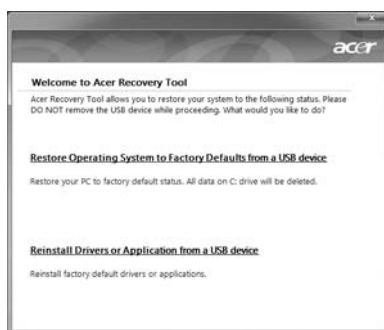 acer
Welcome to Acer Recovery Tool
Acer Recovery Tool allows you to restore your system to the following status. Please
DO NOT remove the USB device while proceeding. What would you like to do?
Restore Operating System to Factory Defaults from a USB device
Restore your PC to factory default status. All data on C: drive will be deleted.
Reinstall Drivers or Application from a USB device
Reinstall factory default drivers or applications.